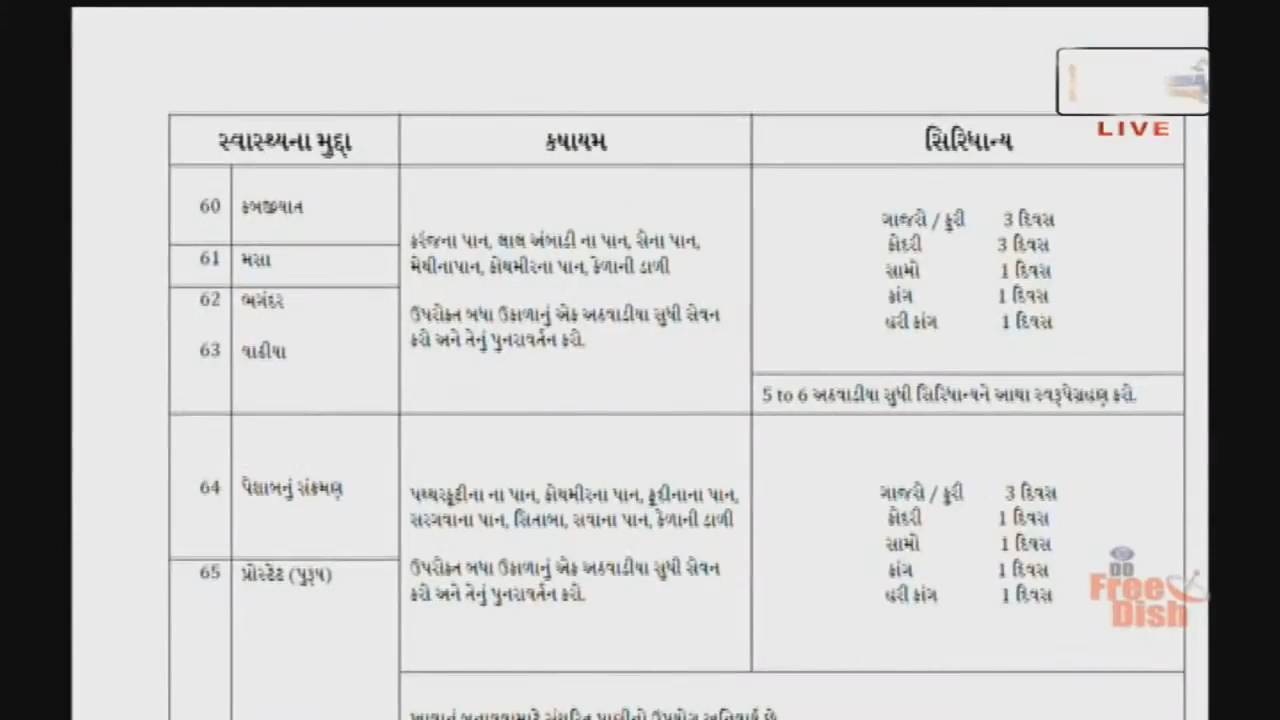 LIVE
સ્વાસ્થ્યના મુદ્દા
કષાયમ
સિરિધાન્ય
60 કબજીયાત
61 મસા
62 ભગંદર
63 વાઢીયા
કરંજના પાન, લાલ અંબાડી ના પાન, સેના પાન,
મેથીનાપાન, કોથમીરના પાન, કેળાની ડાળી
ઉપરોક્ત બધા ઉકાળાનું એક અઠવાડીયા સુધી સેવન
કરો અને તેનું પુનરાવર્તન કરો.
ગાજરો / કુરી 3 દિવસ
કોદરી 3 દિવસ
સામો 1 દિવસ
કાંગ 1 દિવસ
હરી કાંગ 1 દિવસ
5 to 6 અઠવાડીયા સુધી સિરિધાન્યને આથા સ્વરૂપેગ્રહણ કરો.
64 પેશાબનું સંક્રમણ
65 પ્રોસ્ટેટ (પુરૂષ)
પથ્થરકૂદીના ના પાન, કોથમીરના પાન, ફૂદીનાના પાન,
સરગવાના પાન, સિતાબા, સવાના પાન, કેળાની ડાળી
ઉપરોક્ત બધા ઉકાળાનું એક અઠવાડીયા સુધી સેવન
કરો અને તેનું પુનરાવર્તન કરો.
ગાજરો / કુરી 3 દિવસ
કોદરી 1 દિવસ
સામો 1 દિવસ
કાંગ 1 દિવસ
હરી કાંગ 1 દિવસ
DD
Free
Dish